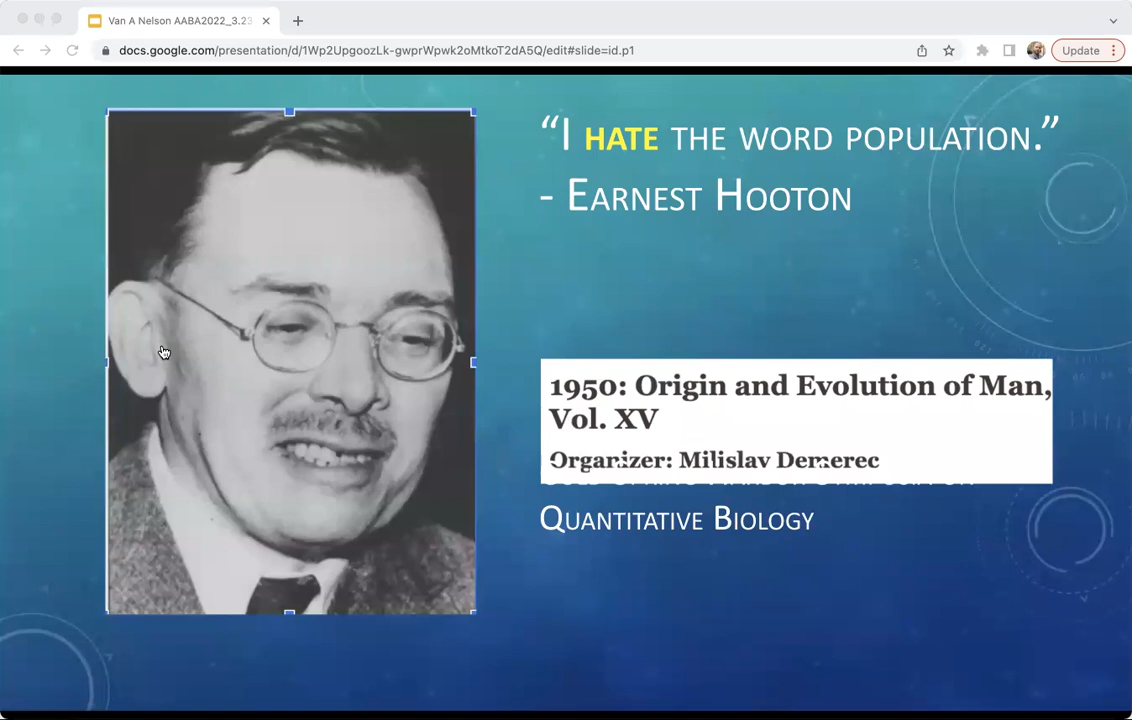 Van A Nelson AABA2022_3.23
docs.google.com/presentation/d/1Wp2UpgoozLk-gwprWpwk2oMtkoT2dA5Q/edit#slide=id.p1
Update
“I HATE THE WORD POPULATION.”
- EARNEST HOOTON
1950: Origin and Evolution of Man,
Vol. XV
Organizer: Milislav Demerec
QUANTITATIVE BIOLOGY